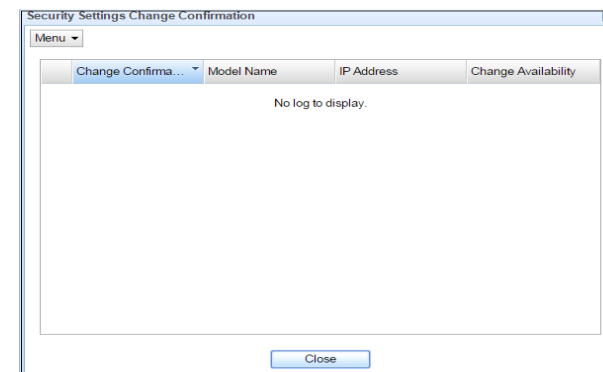 Security Settings Change Confirmation
Menu
Change Confirma... Model Name IP Address Change Availability
No log to display.
Close